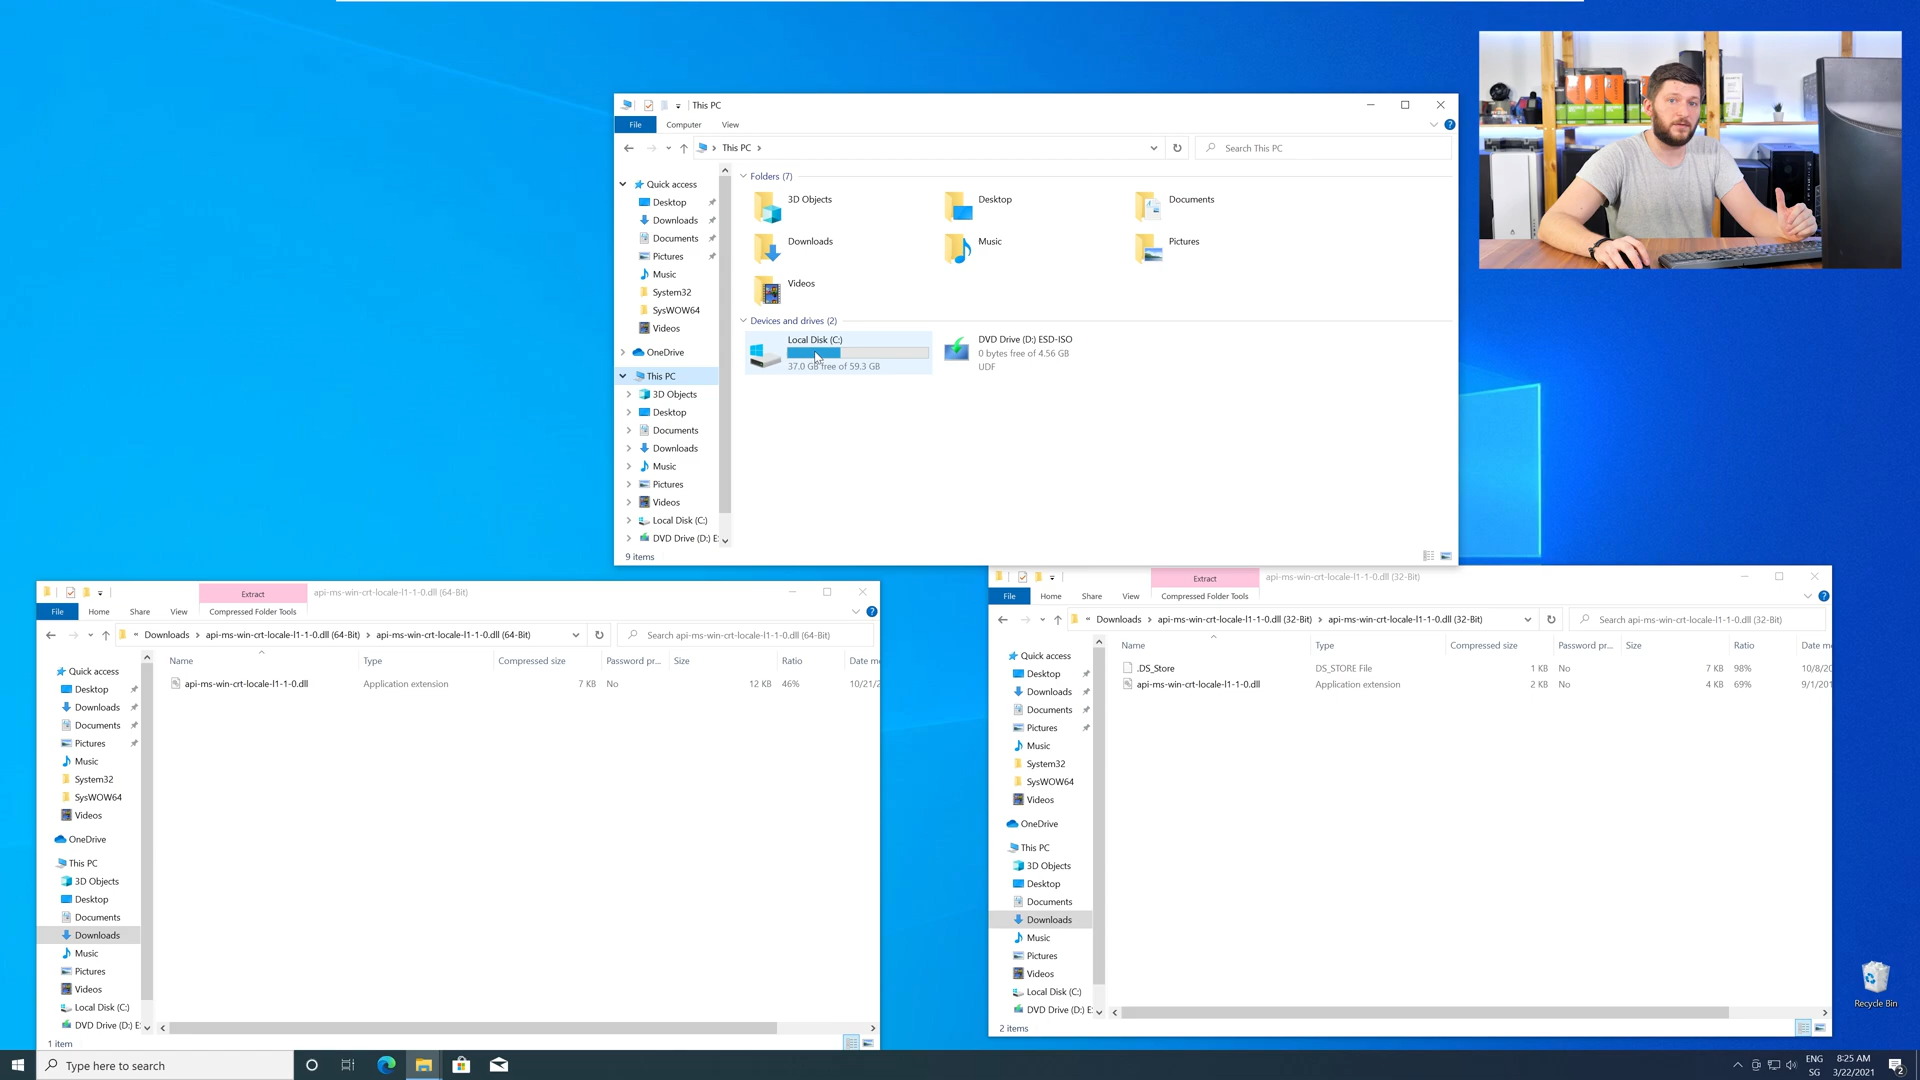 This PC
File
Computer
View
This PC
Search This PC
Quick access
Desktop
Downloads
Documents
Pictures
Music
System32
SysWOW64
Videos
OneDrive
This PC
3D Objects
Desktop
Documents
Downloads
Music
Pictures
Videos
Local Disk (C:)
DVD Drive (D:) E
Folders (7)
3D Objects
Desktop
Documents
Downloads
Music
Pictures
Videos
Devices and drives (2)
Local Disk (C:)
37.0 GB free of 59.3 GB
DVD Drive (D:) ESD-ISO
0 bytes free of 4.56 GB
UDF
9 items
Extract
api-ms-win-crt-locale-l1-1-0.dll (64-Bit)
File
Home
Share
View
Compressed Folder Tools
Downloads
api-ms-win-crt-locale-l1-1-0.dll (64-Bit)
api-ms-win-crt-locale-l1-1-0.dll (64-Bit)
Search api-ms-win-crt-locale-l1-1-0.dll (64-Bit)
Quick access
Desktop
Downloads
Documents
Pictures
Music
System32
SysWOW64
Videos
OneDrive
This PC
3D Objects
Desktop
Documents
Downloads
Music
Pictures
Videos
Local Disk (C:)
DVD Drive (D:) E
Name Type Compressed size Password pr... Size Ratio Date m
api-ms-win-crt-locale-l1-1-0.dll Application extension 7 KB No 12 KB 46% 10/21/2
1 item
Extract
api-ms-win-crt-locale-l1-1-0.dll (32-Bit)
File
Home
Share
View
Compressed Folder Tools
Downloads
api-ms-win-crt-locale-l1-1-0.dll (32-Bit)
api-ms-win-crt-locale-l1-1-0.dll (32-Bit)
Search api-ms-win-crt-locale-l1-1-0.dll (32-Bit)
Quick access
Desktop
Downloads
Documents
Pictures
Music
System32
SysWOW64
Videos
OneDrive
This PC
3D Objects
Desktop
Documents
Downloads
Music
Pictures
Videos
Local Disk (C:)
DVD Drive (D:) E
Name Type Compressed size Password pr... Size Ratio Date m
.DS_Store DS_STORE File 1 KB No 7 KB 98% 10/8/20
api-ms-win-crt-locale-l1-1-0.dll Application extension 2 KB No 4 KB 69% 9/1/201
2 items
Recycle Bin
Type here to search
ENG
SG
8:25 AM
3/22/2021
2